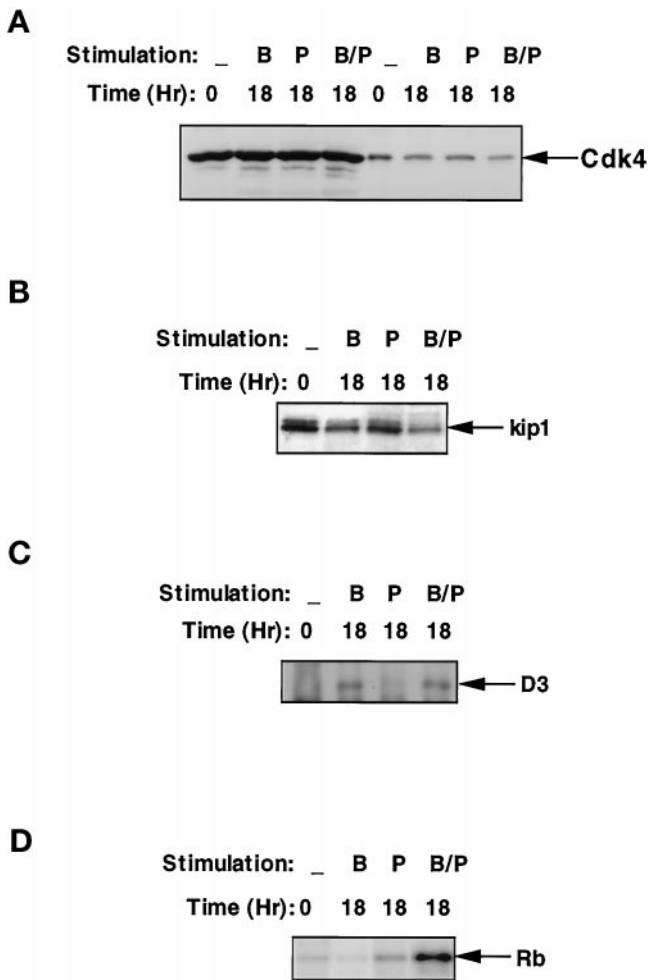 A
Stimulation: _ B P B/P _ B P B/P
Time (Hr): 0 18 18 18 0 18 18 18
Cdk4
B
Stimulation: _ B P B/P
Time (Hr): 0 18 18 18
kip1
C
Stimulation: _ B P B/P
Time (Hr): 0 18 18 18
D3
D
Stimulation: _ B P B/P
Time (Hr): 0 18 18 18
Rb